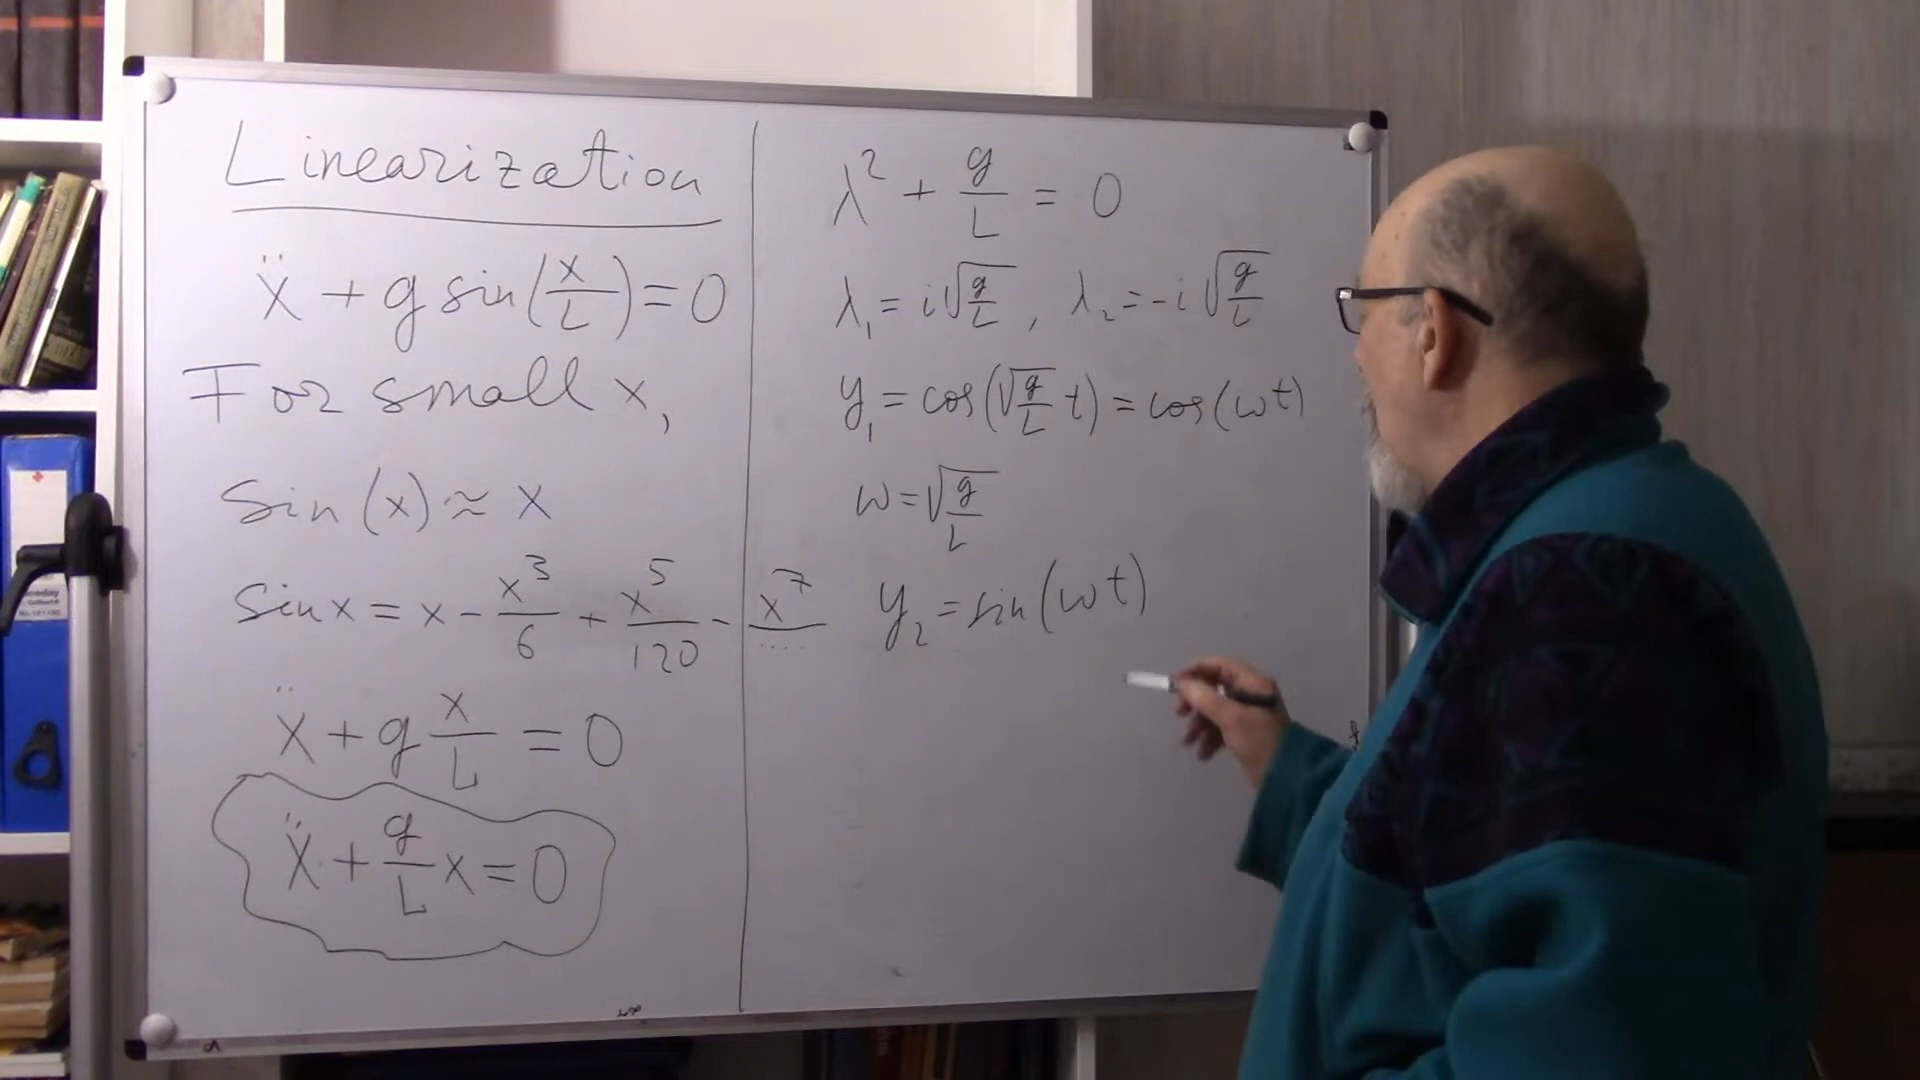 Linearization
ẍ + g sin(x/L) = 0
For small x,
sin(x) ≈ x
sin x = x - x³/6 + x⁵/120 - x⁷/....
ẍ + g x/L = 0
ẍ + g/L x = 0
λ² + g/L = 0
λ₁ = i√(g/L), λ₂ = -i√(g/L)
y₁ = cos(√(g/L) t) = cos(ωt)
ω = √(g/L)
y₂ = sin(ωt)